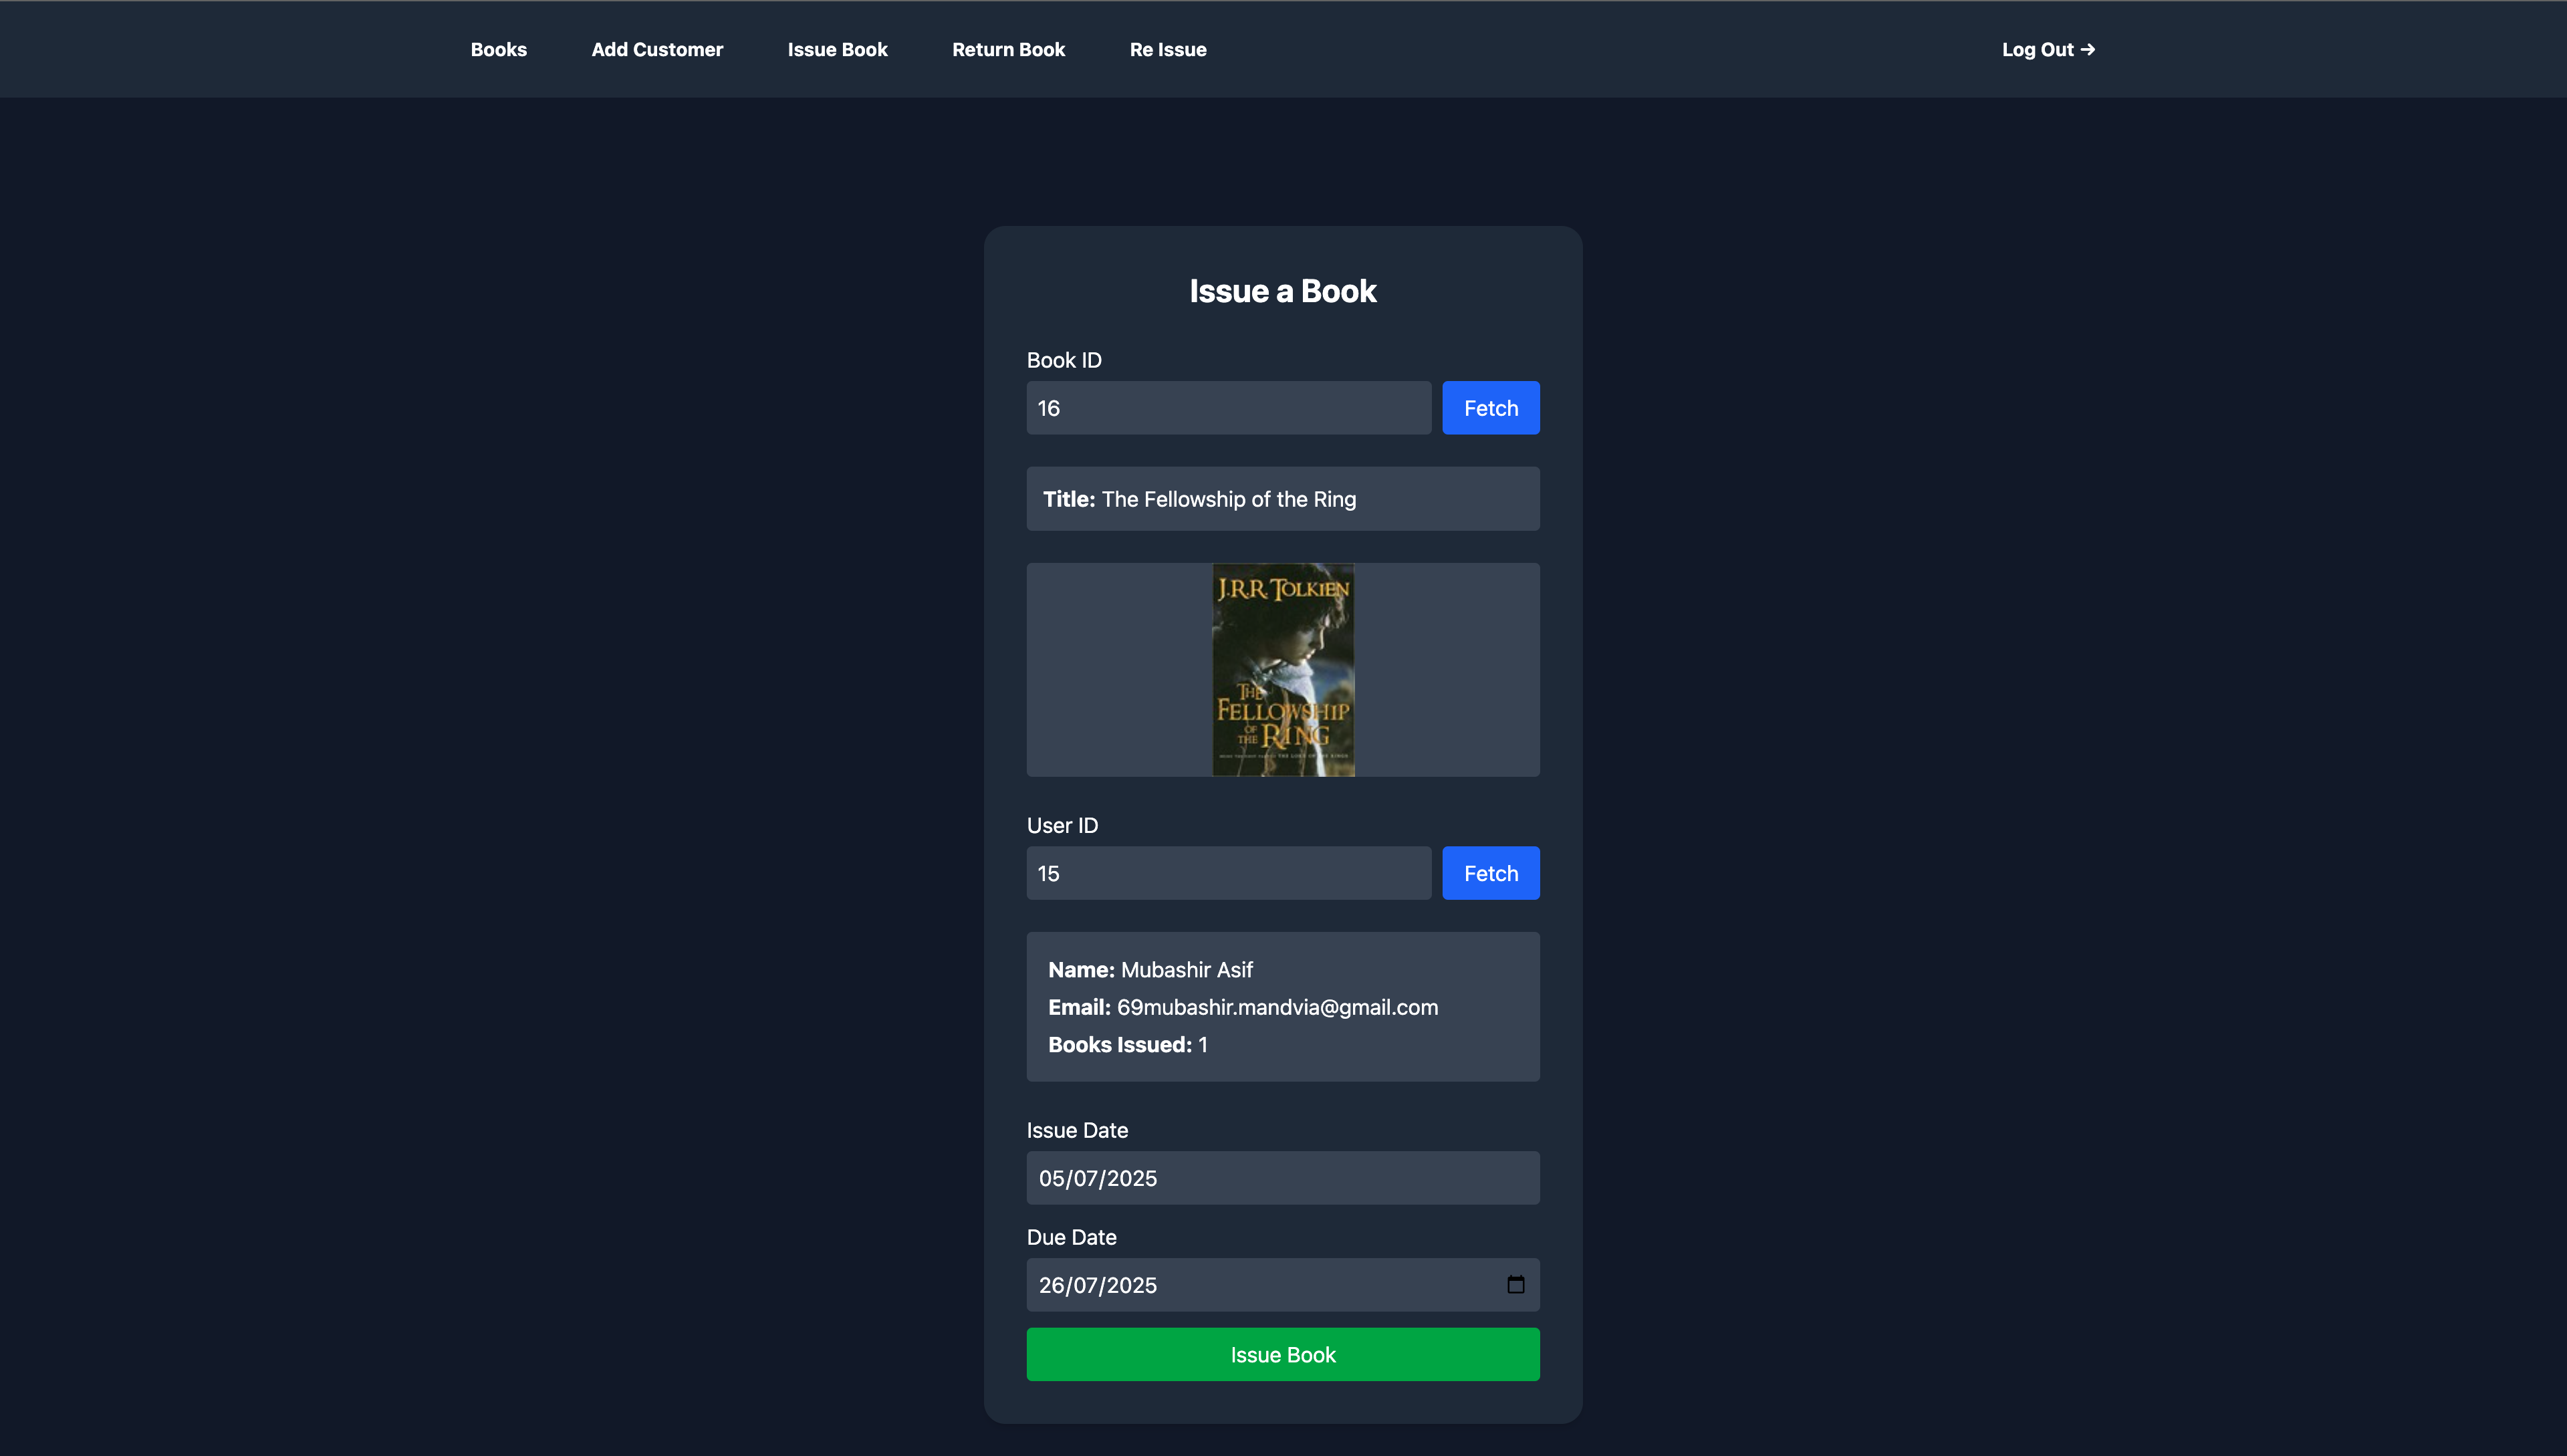 Books Add Customer Issue Book Return Book Re Issue Log Out →
Issue a Book
Book ID
16 Fetch
Title: The Fellowship of the Ring
J.R.R. TOLKIEN
THE
FELLOWSHIP
OF THE RING
User ID
15 Fetch
Name: Mubashir Asif
Email: 69mubashir.mandvia@gmail.com
Books Issued: 1
Issue Date
05/07/2025
Due Date
26/07/2025
Issue Book